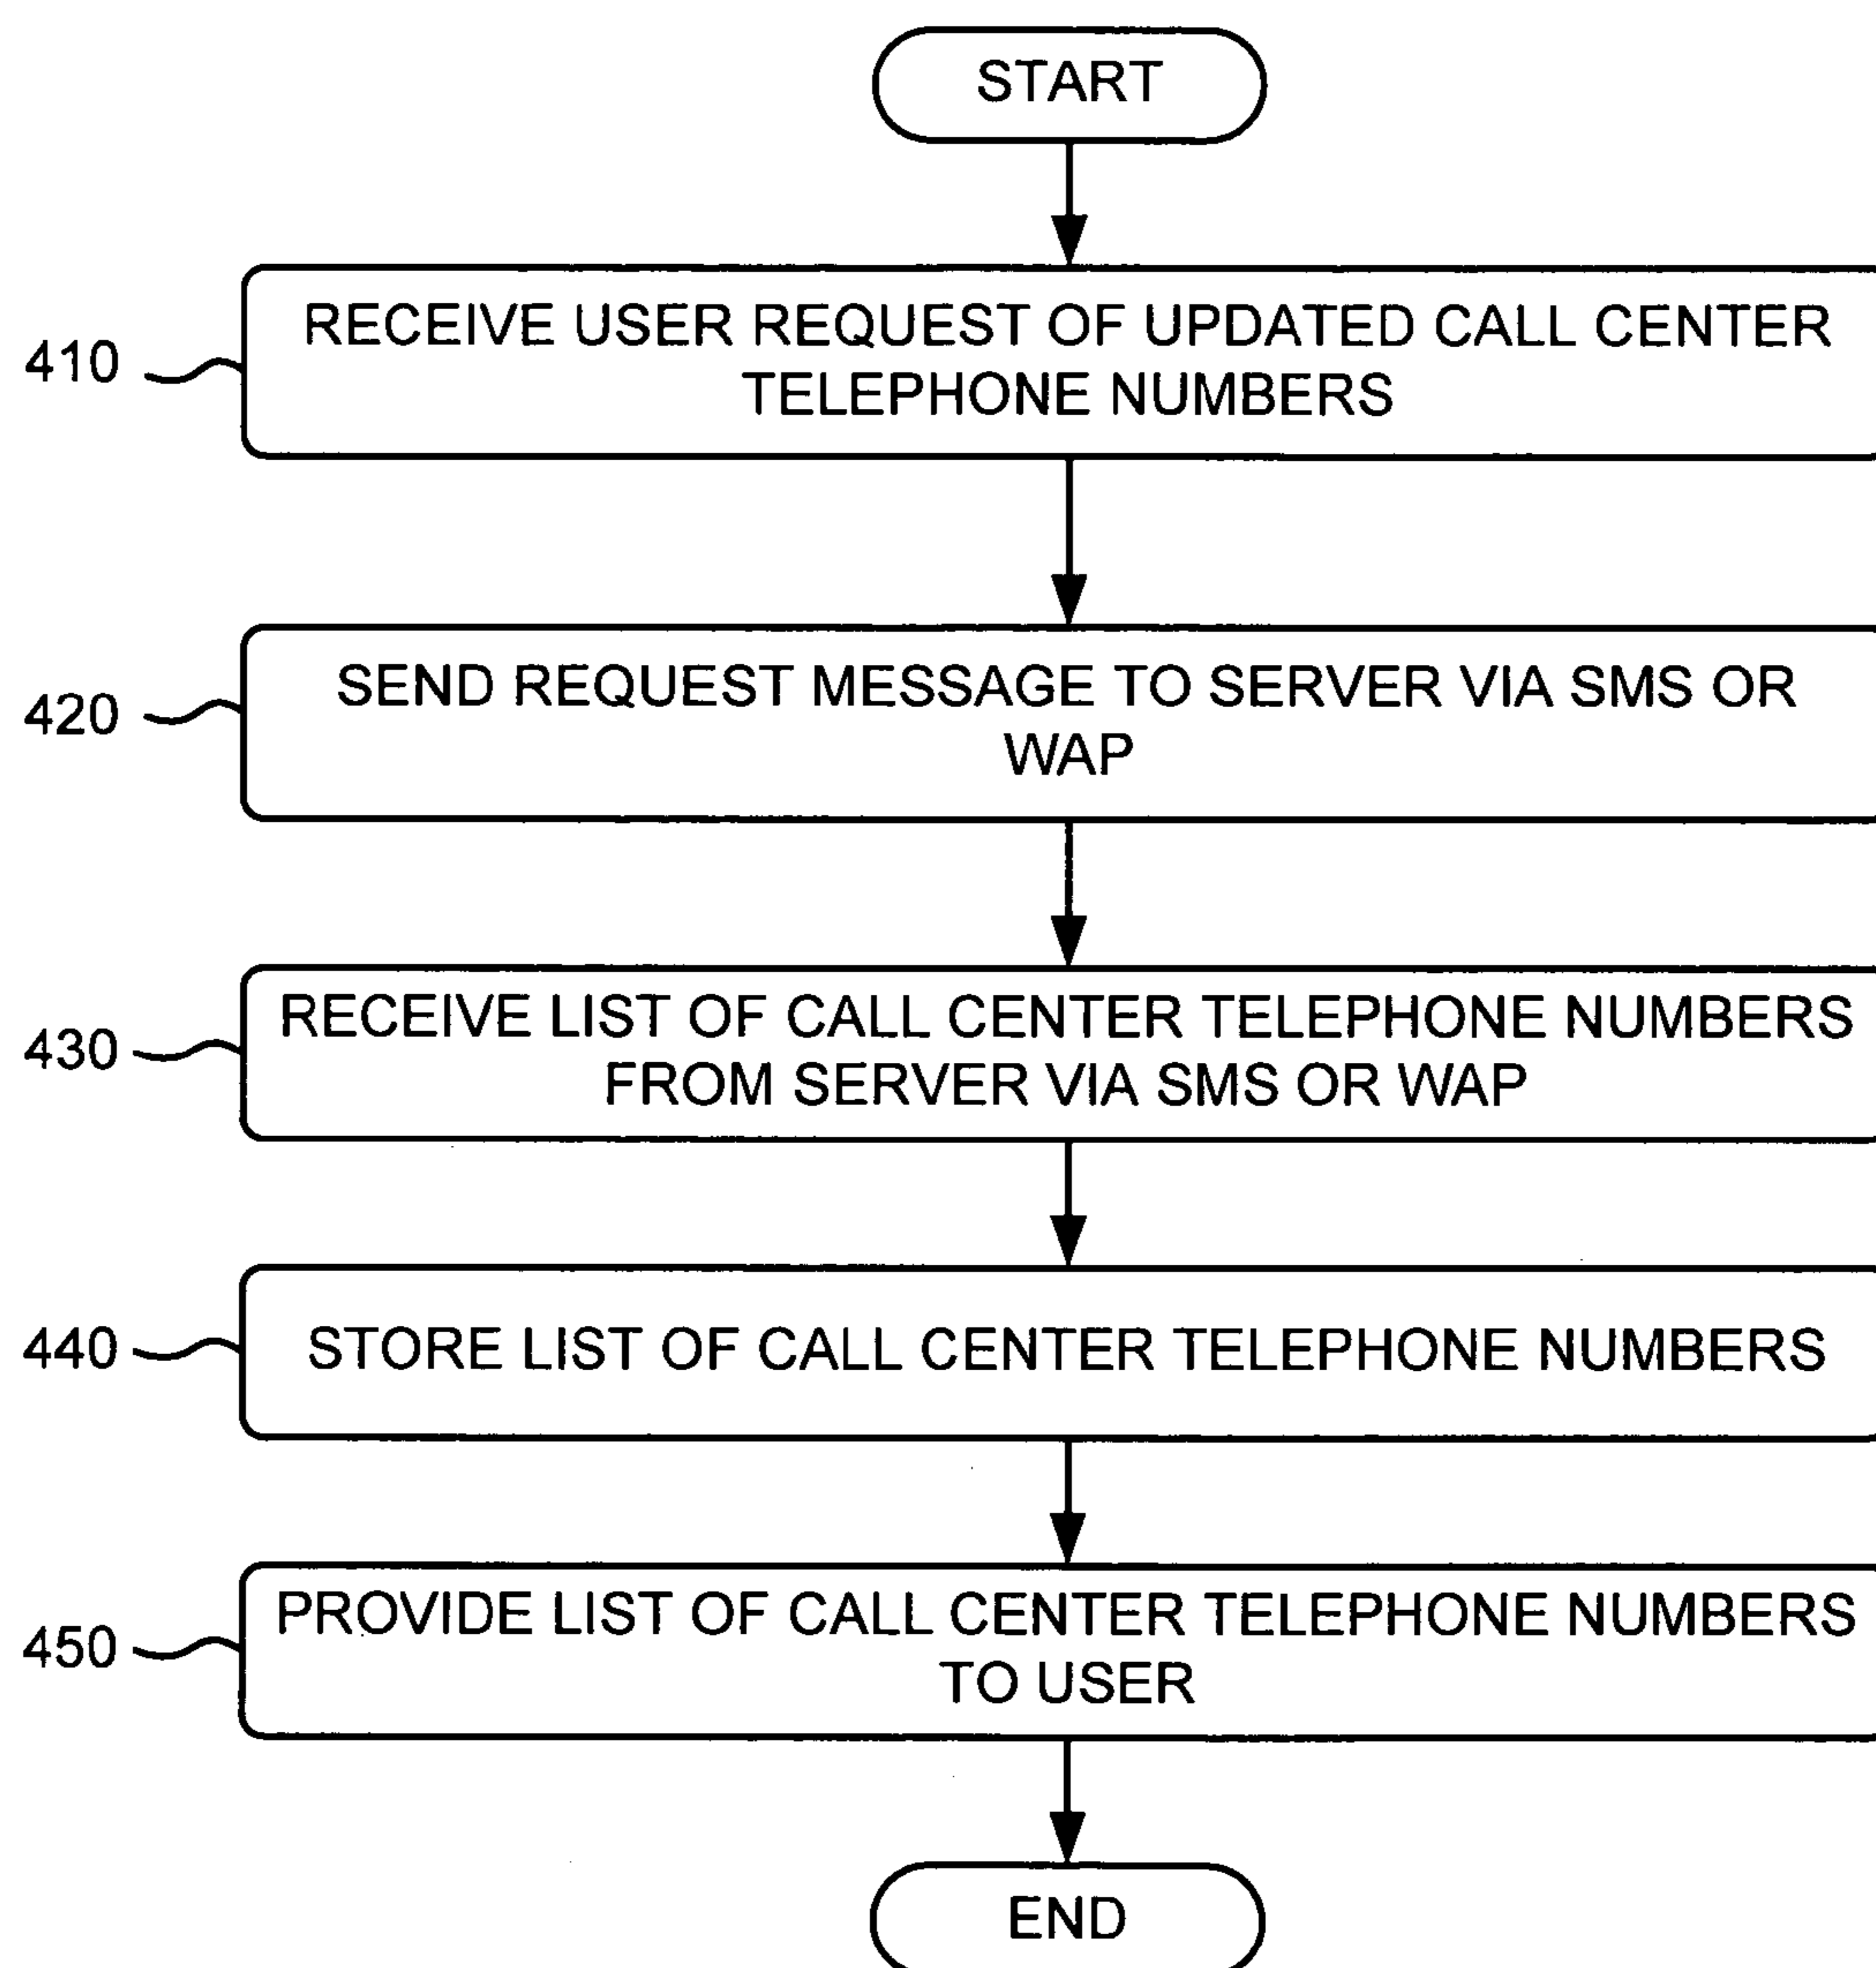 START
410
RECEIVE USER REQUEST OF UPDATED CALL CENTER
TELEPHONE NUMBERS
420
SEND REQUEST MESSAGE TO SERVER VIA SMS OR
WAP
430
RECEIVE LIST OF CALL CENTER TELEPHONE NUMBERS
FROM SERVER VIA SMS OR WAP
440
STORE LIST OF CALL CENTER TELEPHONE NUMBERS
450
PROVIDE LIST OF CALL CENTER TELEPHONE NUMBERS
TO USER
END